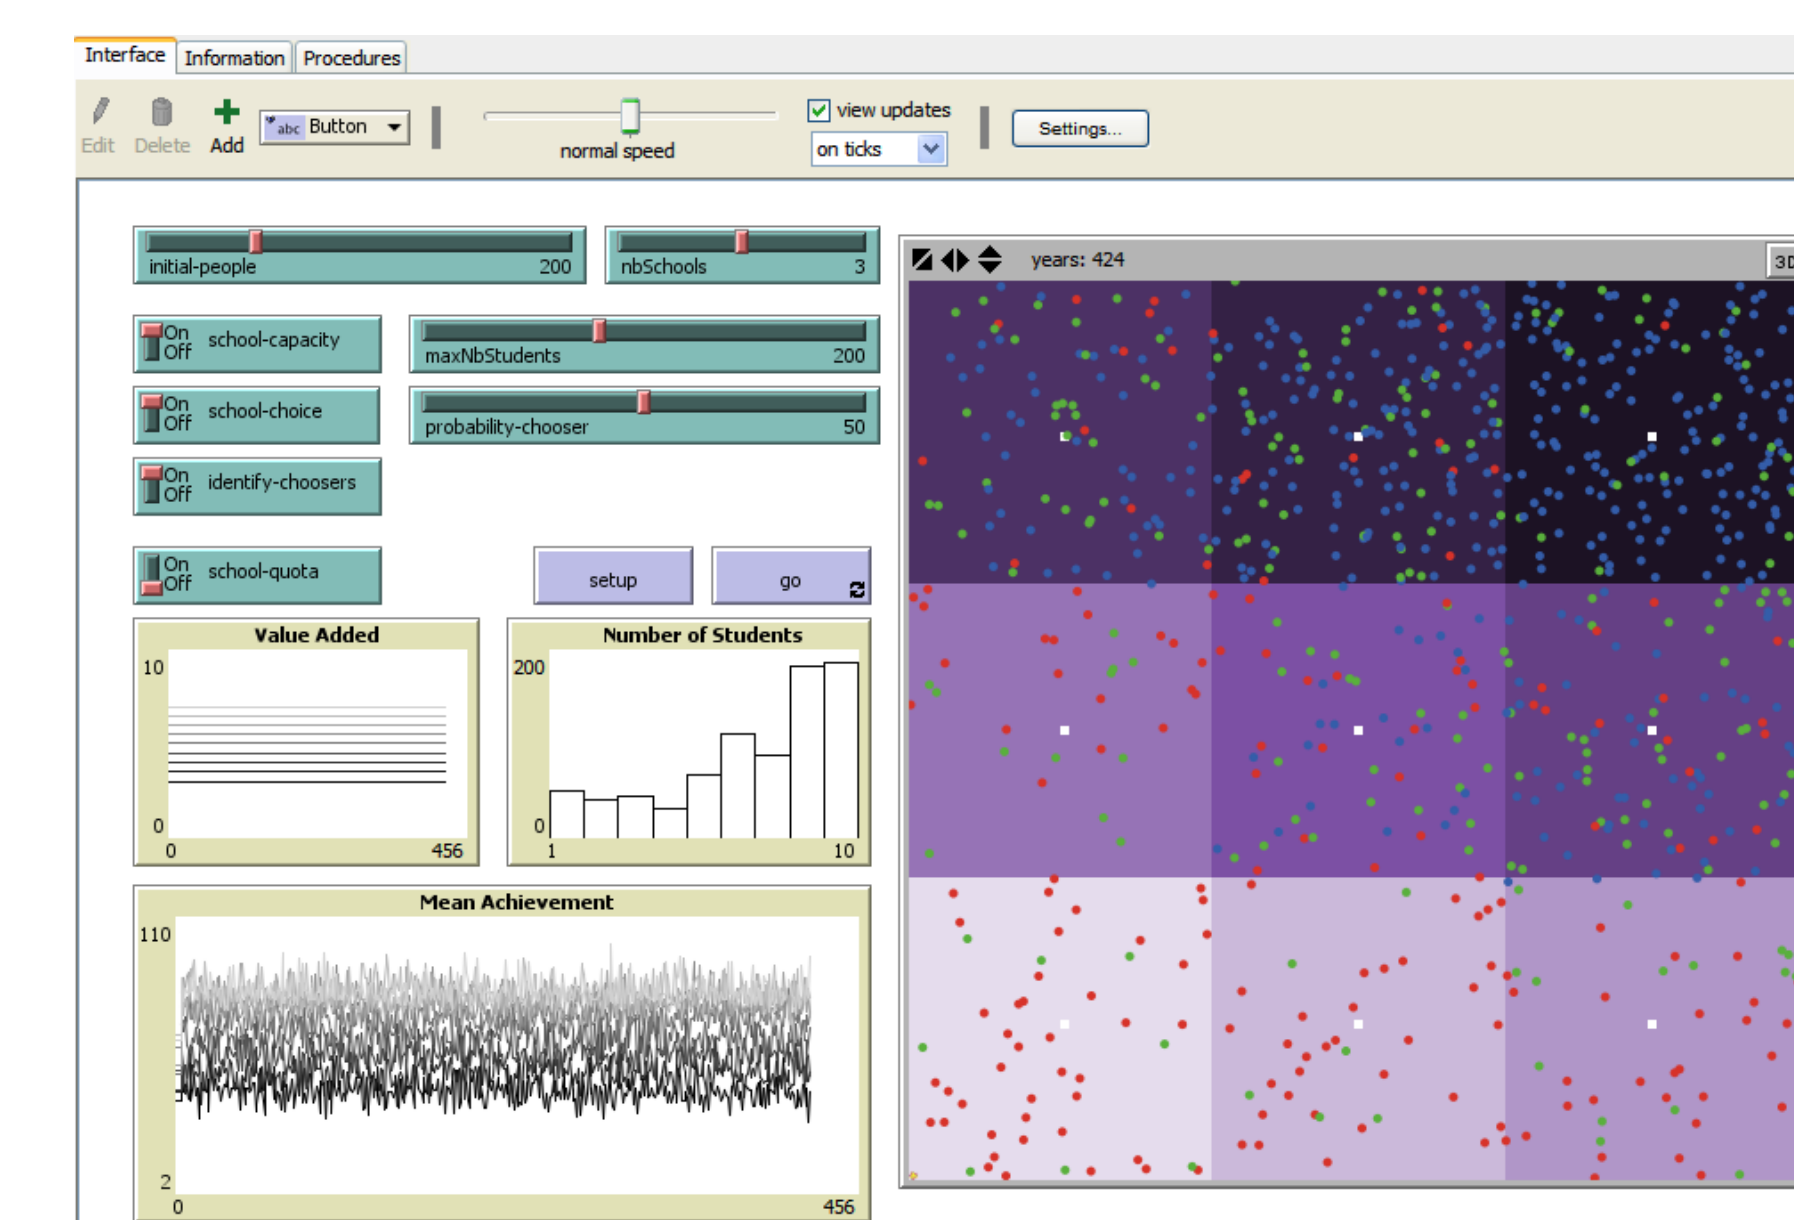 Interface Information Procedures
Edit Delete Add abc Button normal speed view updates on ticks Settings...
initial-people 200 nbSchools 3
On Off school-capacity maxNbStudents 200
On Off school-choice probability-chooser 50
On Off identify-choosers
On Off school-quota setup go
years: 424 3D
Value Added
10
0
0 456
Number of Students
200
0
1 10
Mean Achievement
110
2
0 456